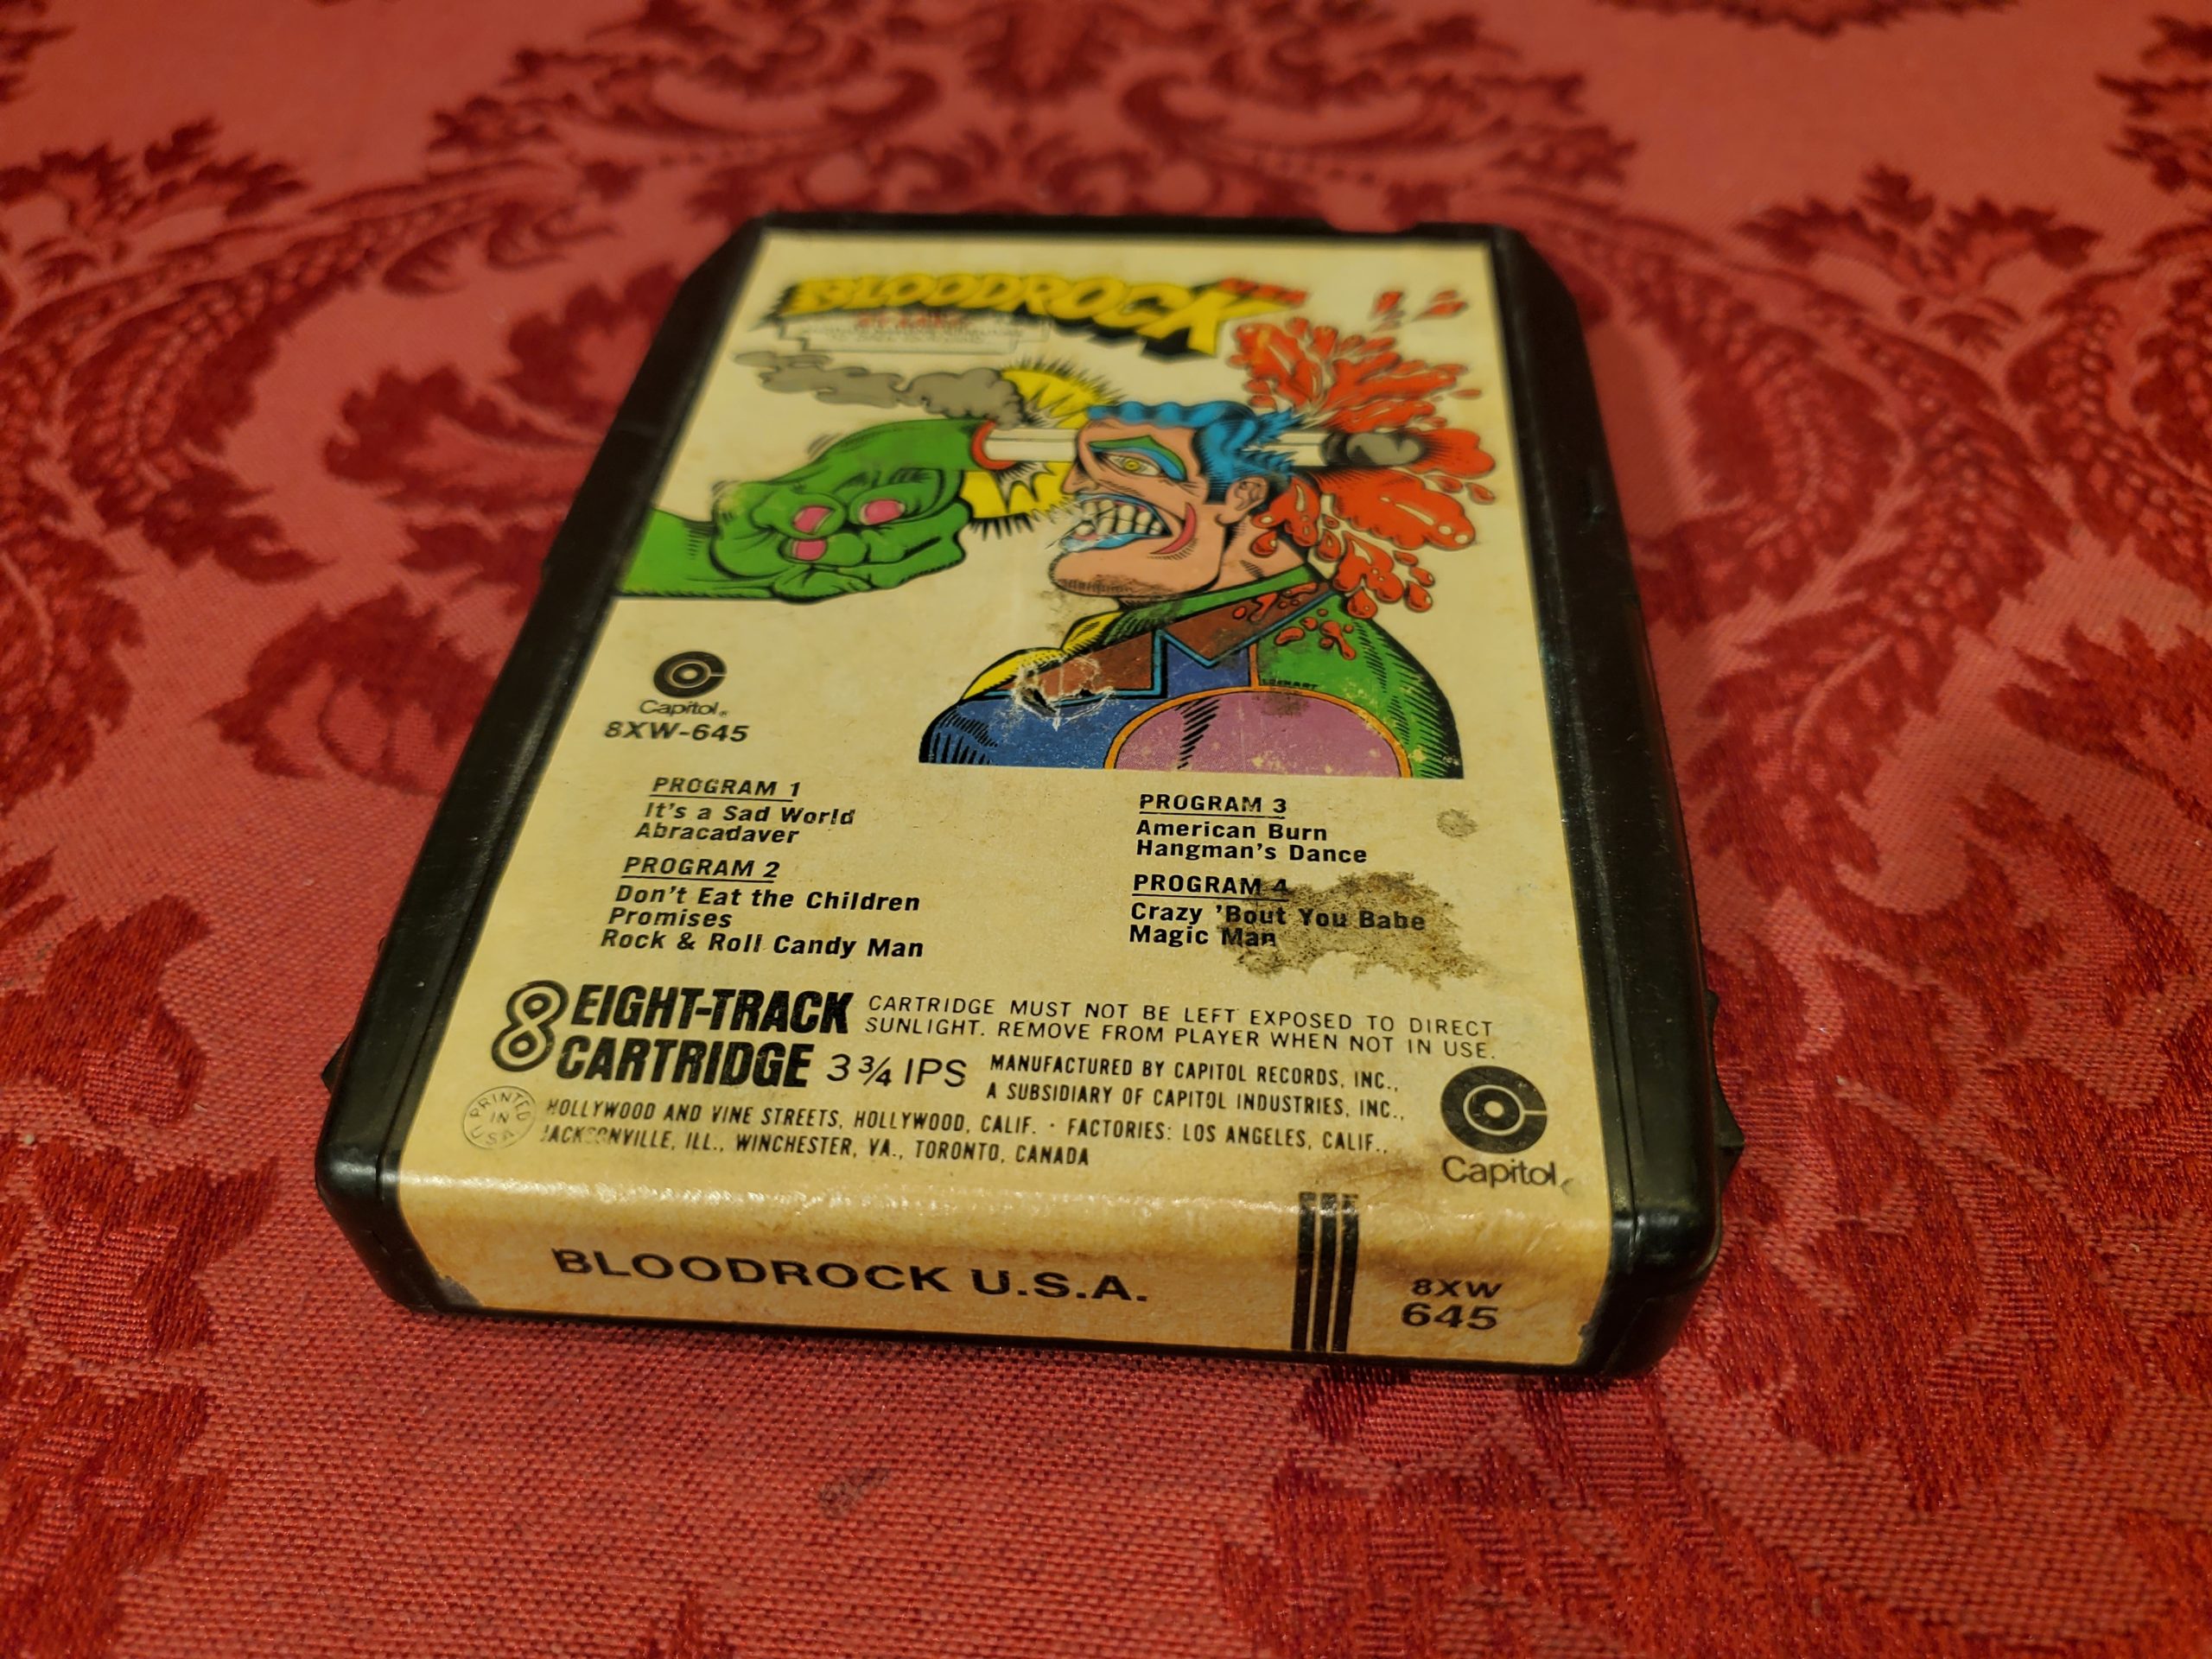 BLOODROCK
USA
Capitol®
8XW-645
PROGRAM 1
It's a Sad World
Abracadaver
PROGRAM 2
Don't Eat the Children
Promises
Rock & Roll Candy Man
PROGRAM 3
American Burn
Hangman's Dance
PROGRAM 4
Crazy 'Bout You Babe
Magic Man
8 EIGHT-TRACK
CARTRIDGE 3¾ IPS
CARTRIDGE MUST NOT BE LEFT EXPOSED TO DIRECT
SUNLIGHT. REMOVE FROM PLAYER WHEN NOT IN USE.
MANUFACTURED BY CAPITOL RECORDS, INC.,
A SUBSIDIARY OF CAPITOL INDUSTRIES, INC.,
PRINTED
IN
USA
HOLLYWOOD AND VINE STREETS, HOLLYWOOD, CALIF. · FACTORIES: LOS ANGELES, CALIF.,
JACKSONVILLE, ILL., WINCHESTER, VA., TORONTO, CANADA
Capitol
BLOODROCK U.S.A.
8XW
645